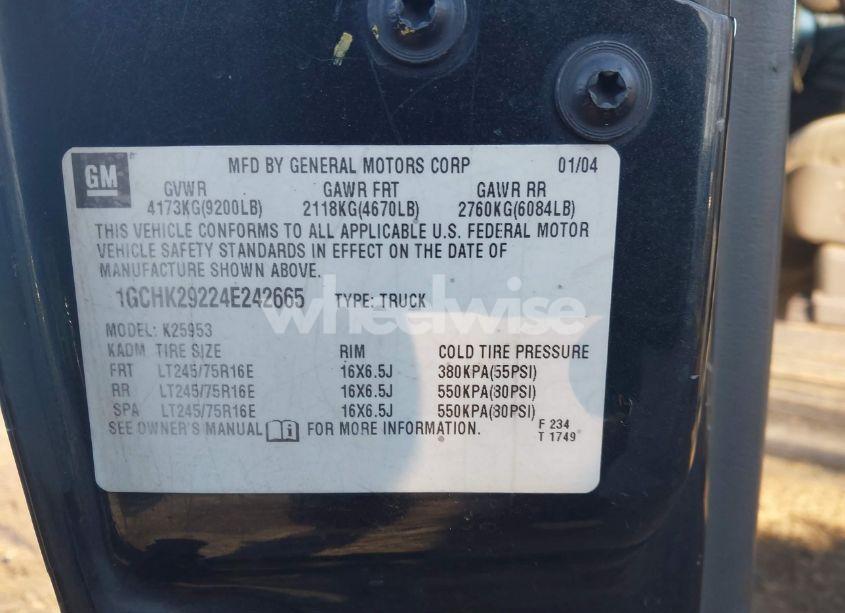 GM
MFD BY GENERAL MOTORS CORP 01/04
GVWR GAWR FRT GAWR RR
4173KG(9200LB) 2118KG(4670LB) 2760KG(6084LB)
THIS VEHICLE CONFORMS TO ALL APPLICABLE U.S. FEDERAL MOTOR
VEHICLE SAFETY STANDARDS IN EFFECT ON THE DATE OF
MANUFACTURE SHOWN ABOVE.
1GCHK29224E242665 TYPE: TRUCK
wheelwise
MODEL: K25953
KADM TIRE SIZE RIM COLD TIRE PRESSURE
FRT LT245/75R16E 16X6.5J 380KPA(55PSI)
RR LT245/75R16E 16X6.5J 550KPA(80PSI)
SPA LT245/75R16E 16X6.5J 550KPA(80PSI)
SEE OWNER'S MANUAL FOR MORE INFORMATION.
F 234
T 1749